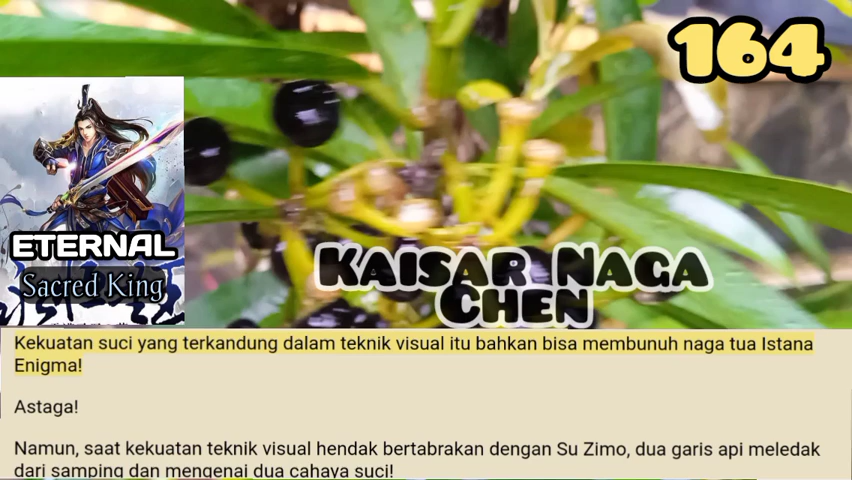 164
ETERNAL
Sacred King
KAISAR NAGA
CHEN
Kekuatan suci yang terkandung dalam teknik visual itu bahkan bisa membunuh naga tua Istana
Enigma!
Astaga!
Namun, saat kekuatan teknik visual hendak bertabrakan dengan Su Zimo, dua garis api meledak
dari samping dan mengenai dua cahaya suci!